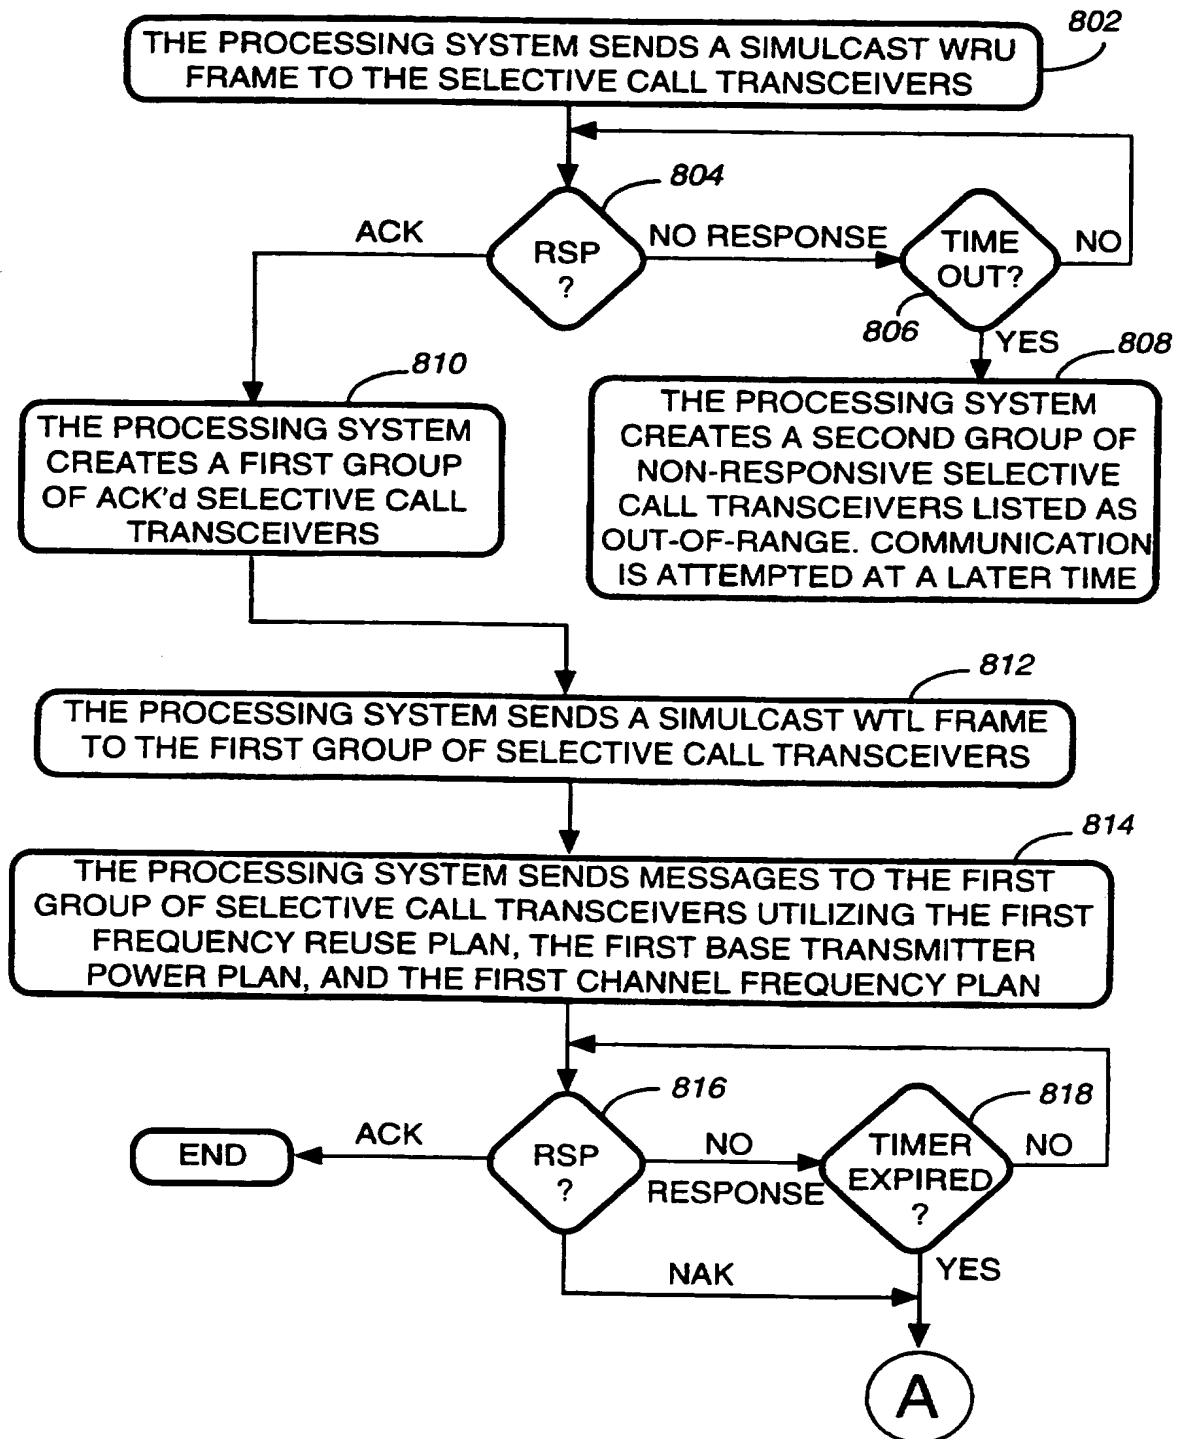 802
THE PROCESSING SYSTEM SENDS A SIMULCAST WRU
FRAME TO THE SELECTIVE CALL TRANSCEIVERS
804
ACK
RSP
?
NO RESPONSE
TIME
OUT?
NO
806
YES
808
810
THE PROCESSING SYSTEM
CREATES A FIRST GROUP
OF ACK'd SELECTIVE CALL
TRANSCEIVERS
THE PROCESSING SYSTEM
CREATES A SECOND GROUP OF
NON-RESPONSIVE SELECTIVE
CALL TRANSCEIVERS LISTED AS
OUT-OF-RANGE. COMMUNICATION
IS ATTEMPTED AT A LATER TIME
812
THE PROCESSING SYSTEM SENDS A SIMULCAST WTL FRAME
TO THE FIRST GROUP OF SELECTIVE CALL TRANSCEIVERS
814
THE PROCESSING SYSTEM SENDS MESSAGES TO THE FIRST
GROUP OF SELECTIVE CALL TRANSCEIVERS UTILIZING THE FIRST
FREQUENCY REUSE PLAN, THE FIRST BASE TRANSMITTER
POWER PLAN, AND THE FIRST CHANNEL FREQUENCY PLAN
816
818
END
ACK
RSP
?
NO
RESPONSE
TIMER
EXPIRED
?
NO
NAK
YES
A